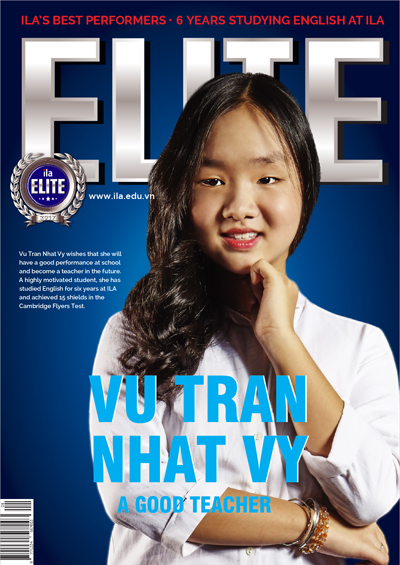 ILA'S BEST PERFORMERS • 6 YEARS STUDYING ENGLISH AT ILA
ELITE
ila
ELITE
2017
www.ila.edu.vn
Vu Tran Nhat Vy wishes that she will
have a good performance at school
and become a teacher in the future.
A highly motivated student, she has
studied English for six years at ILA
and achieved 15 shields in the
Cambridge Flyers Test.
VU TRAN
NHAT VY
A GOOD TEACHER